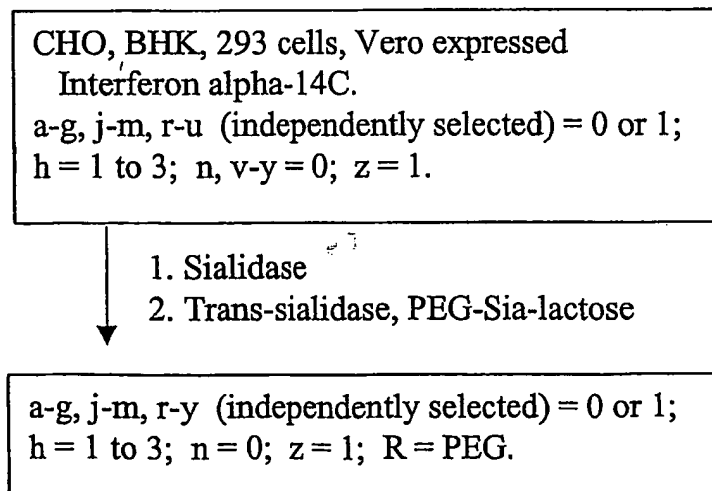 CHO, BHK, 293 cells, Vero expressed
Interferon alpha-14C.
a-g, j-m, r-u (independently selected) = 0 or 1;
h = 1 to 3; n, v-y = 0; z = 1.
1. Sialidase
2. Trans-sialidase, PEG-Sia-lactose
a-g, j-m, r-y (independently selected) = 0 or 1;
h = 1 to 3; n = 0; z = 1; R = PEG.